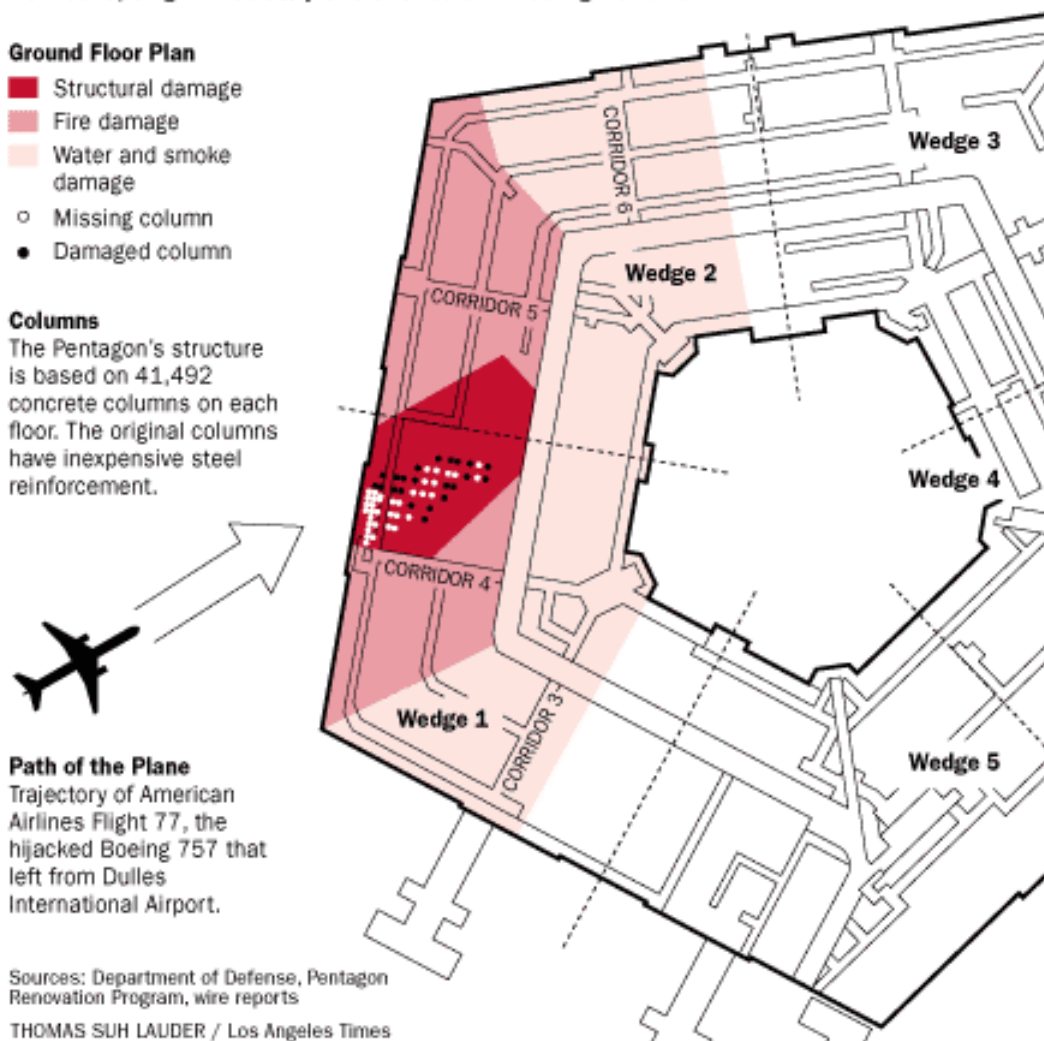 Ground Floor Plan
Structural damage
Fire damage
Water and smoke
damage
Missing column
Damaged column
Columns
The Pentagon's structure
is based on 41,492
concrete columns on each
floor. The original columns
have inexpensive steel
reinforcement.
Path of the Plane
Trajectory of American
Airlines Flight 77, the
hijacked Boeing 757 that
left from Dulles
International Airport.
Sources: Department of Defense, Pentagon
Renovation Program, wire reports
THOMAS SUH LAUDER / Los Angeles Times
CORRIDOR 6
Wedge 3
Wedge 2
CORRIDOR 5
Wedge 4
CORRIDOR 4
Wedge 1
CORRIDOR 3
Wedge 5